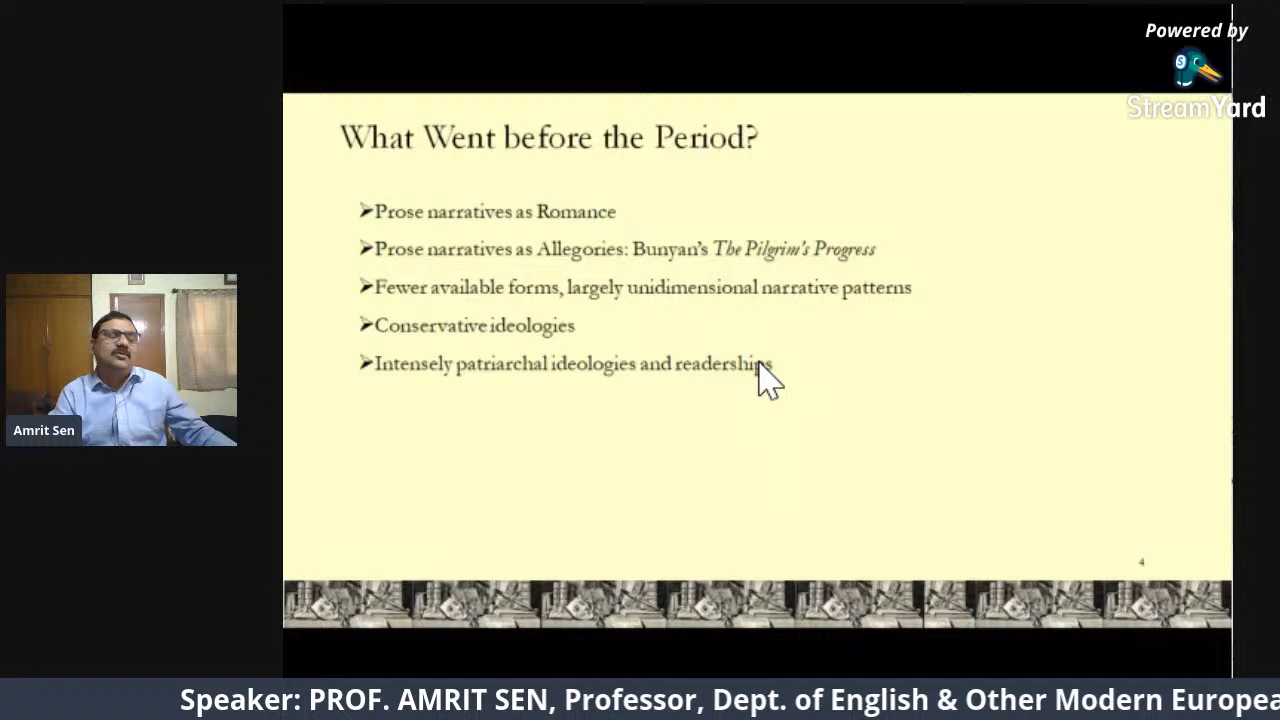 Powered by
StreamYard
What Went before the Period?
➢Prose narratives as Romance
➢Prose narratives as Allegories: Bunyan's The Pilgrim's Progress
➢Fewer available forms, largely unidimensional narrative patterns
➢Conservative ideologies
➢Intensely patriarchal ideologies and readerships
Amrit Sen
4
Speaker: PROF. AMRIT SEN, Professor, Dept. of English & Other Modern Europea